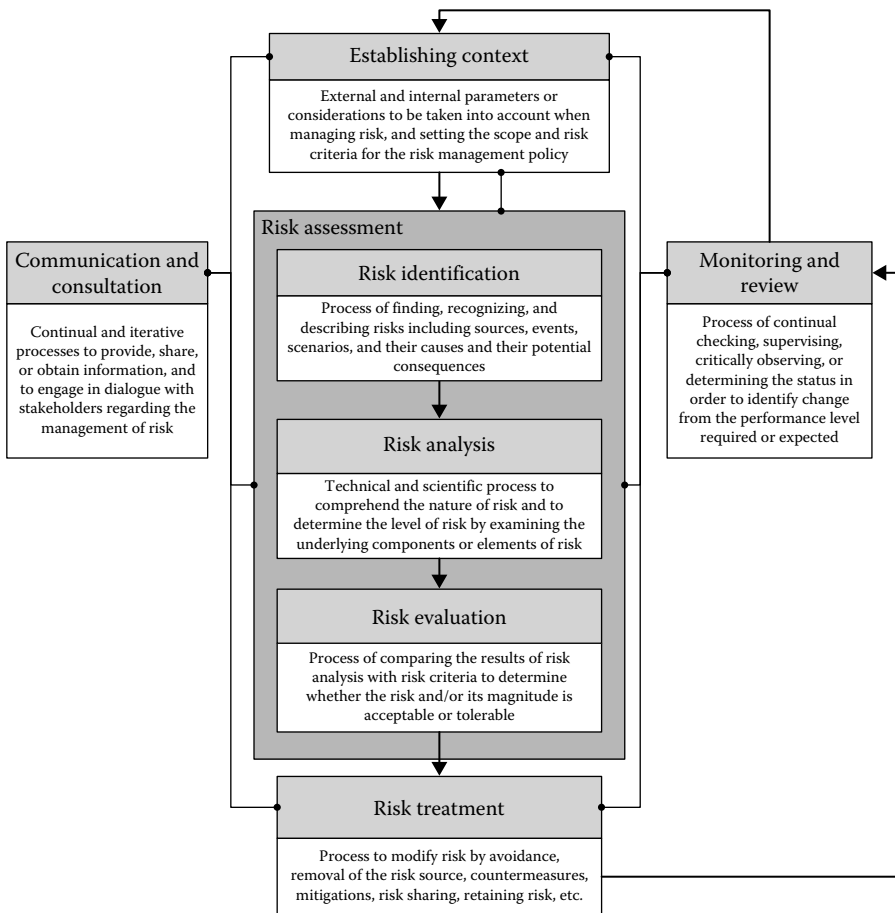 Establishing context
External and internal parameters or
considerations to be taken into account when
managing risk, and setting the scope and risk
criteria for the risk management policy
Risk assessment
Communication and
consultation
Continual and iterative
processes to provide, share,
or obtain information, and
to engage in dialogue with
stakeholders regarding the
management of risk
Risk identification
Process of finding, recognizing, and
describing risks including sources, events,
scenarios, and their causes and their potential
consequences
Monitoring and
review
Process of continual
checking, supervising,
critically observing, or
determining the status in
order to identify change
from the performance level
required or expected
Risk analysis
Technical and scientific process to
comprehend the nature of risk and to
determine the level of risk by examining the
underlying components or elements of risk
Risk evaluation
Process of comparing the results of risk
analysis with risk criteria to determine
whether the risk and/or its magnitude is
acceptable or tolerable
Risk treatment
Process to modify risk by avoidance,
removal of the risk source, countermeasures,
mitigations, risk sharing, retaining risk, etc.